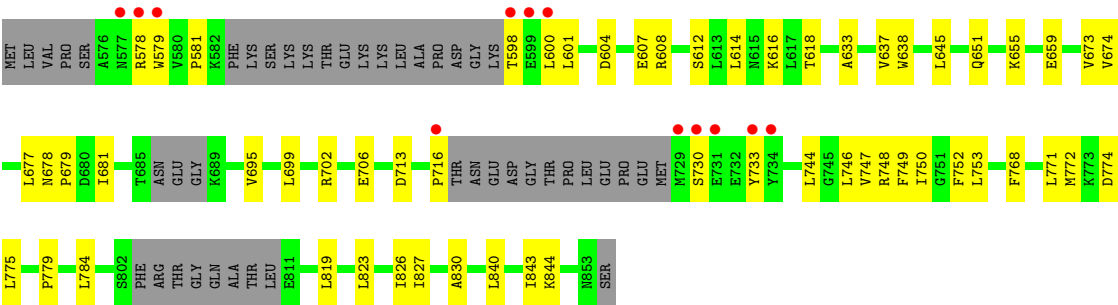 MET LEU VAL PRO SER A576 N577 R578 W579 V580 P581 K582 PHE LYS SER LYS LYS THR GLU LYS LYS LEU ALA PRO ASP GLY LYS T598 E599 L600 L601 D604 E607 R608 S612 L613 L614 N615 K616 L617 T618 A633 V637 W638 L645 Q651 K655 E659 V673 V674
L677 N678 P679 D680 I681 T685 ASN GLU GLY K689 V695 L699 R702 E706 D713 P716 THR ASN GLU ASP GLY THR PRO LEU GLU PRO GLU MET M729 S730 E731 E732 Y733 Y734 L744 G745 L746 V747 R748 F749 I750 G751 F752 L753 F768 L771 M772 K773 D774
L775 P779 L784 S802 PHE ARG THR GLY GLN ALA THR LEU E811 L819 L823 I826 I827 A830 L840 I843 K844 N853 SER